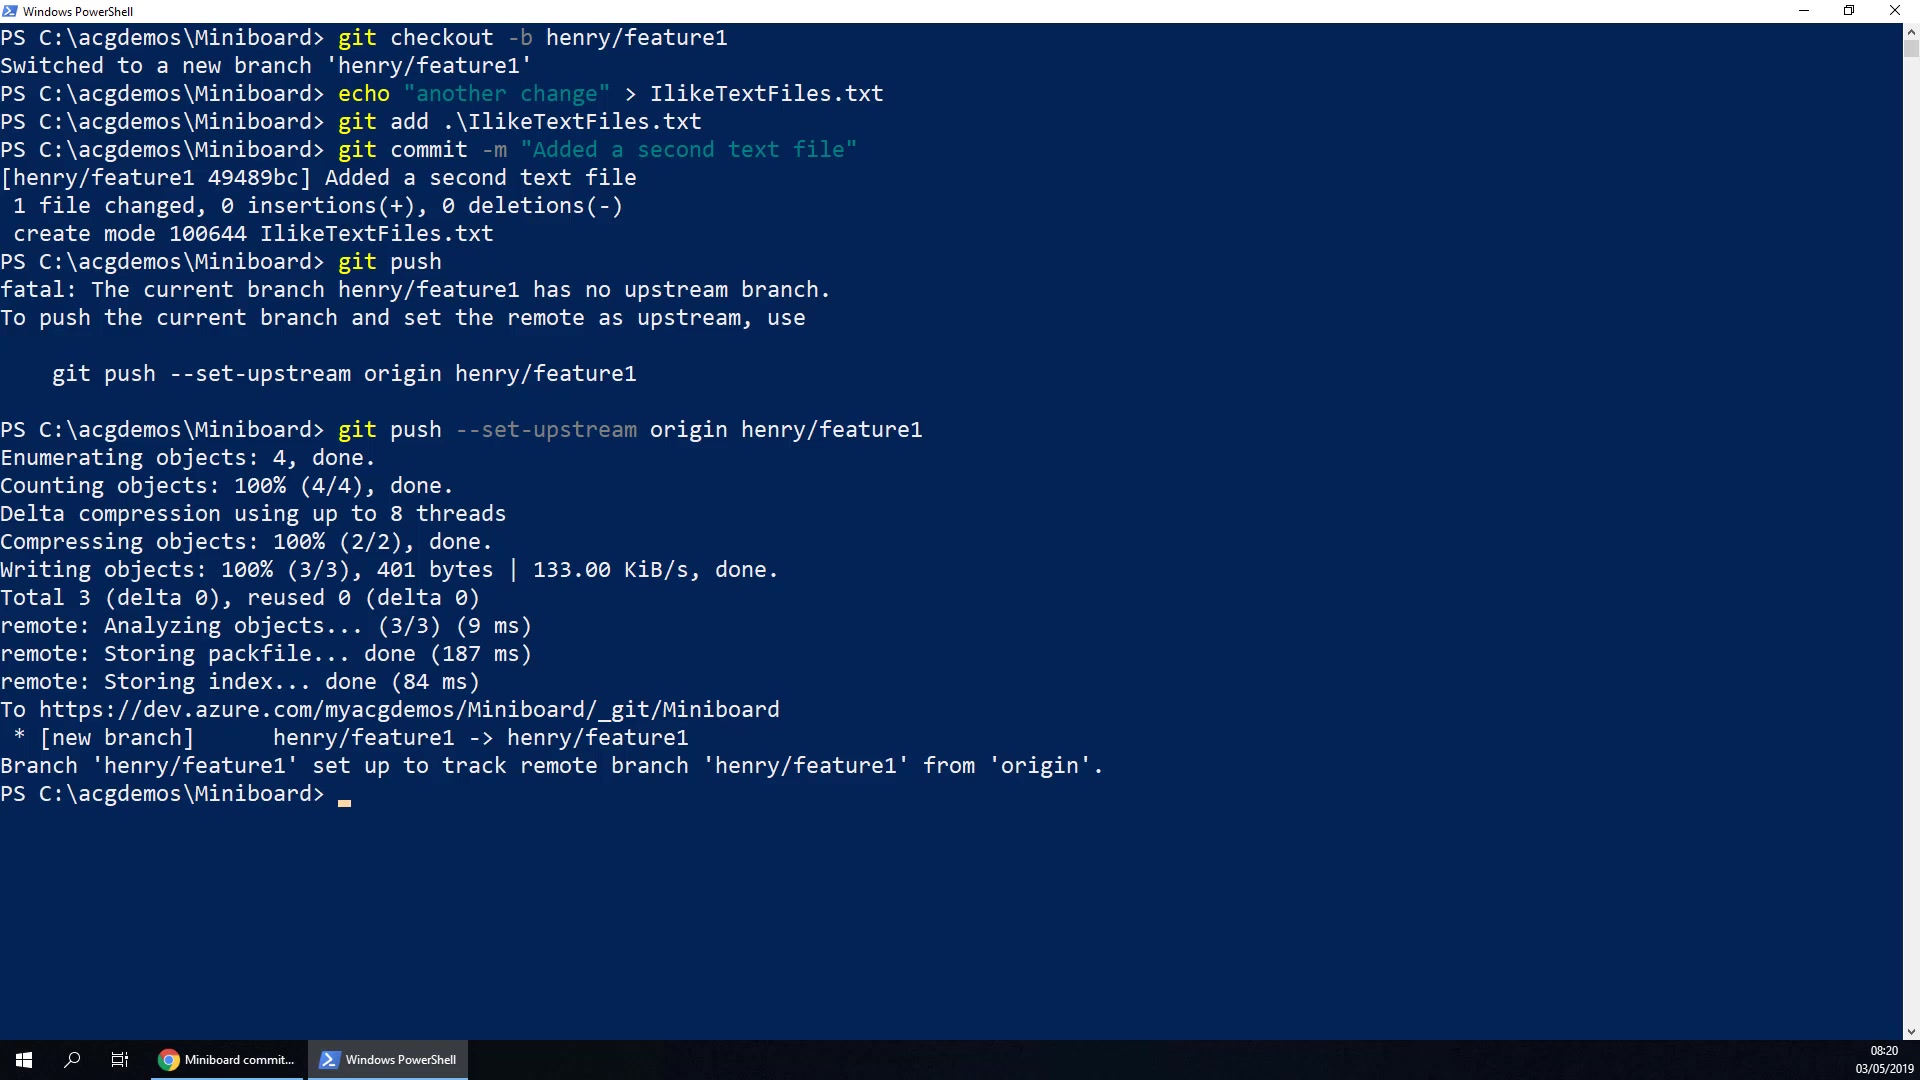 Windows PowerShell
PS C:\acgdemos\Miniboard> git checkout -b henry/feature1
Switched to a new branch 'henry/feature1'
PS C:\acgdemos\Miniboard> echo "another change" > IlikeTextFiles.txt
PS C:\acgdemos\Miniboard> git add .\IlikeTextFiles.txt
PS C:\acgdemos\Miniboard> git commit -m "Added a second text file"
[henry/feature1 49489bc] Added a second text file
 1 file changed, 0 insertions(+), 0 deletions(-)
 create mode 100644 IlikeTextFiles.txt
PS C:\acgdemos\Miniboard> git push
fatal: The current branch henry/feature1 has no upstream branch.
To push the current branch and set the remote as upstream, use
    git push --set-upstream origin henry/feature1
PS C:\acgdemos\Miniboard> git push --set-upstream origin henry/feature1
Enumerating objects: 4, done.
Counting objects: 100% (4/4), done.
Delta compression using up to 8 threads
Compressing objects: 100% (2/2), done.
Writing objects: 100% (3/3), 401 bytes | 133.00 KiB/s, done.
Total 3 (delta 0), reused 0 (delta 0)
remote: Analyzing objects... (3/3) (9 ms)
remote: Storing packfile... done (187 ms)
remote: Storing index... done (84 ms)
To https://dev.azure.com/myacgdemos/Miniboard/_git/Miniboard
 * [new branch]      henry/feature1 -> henry/feature1
Branch 'henry/feature1' set up to track remote branch 'henry/feature1' from 'origin'.
PS C:\acgdemos\Miniboard>
Miniboard commit...
Windows PowerShell
08:20
03/05/2019